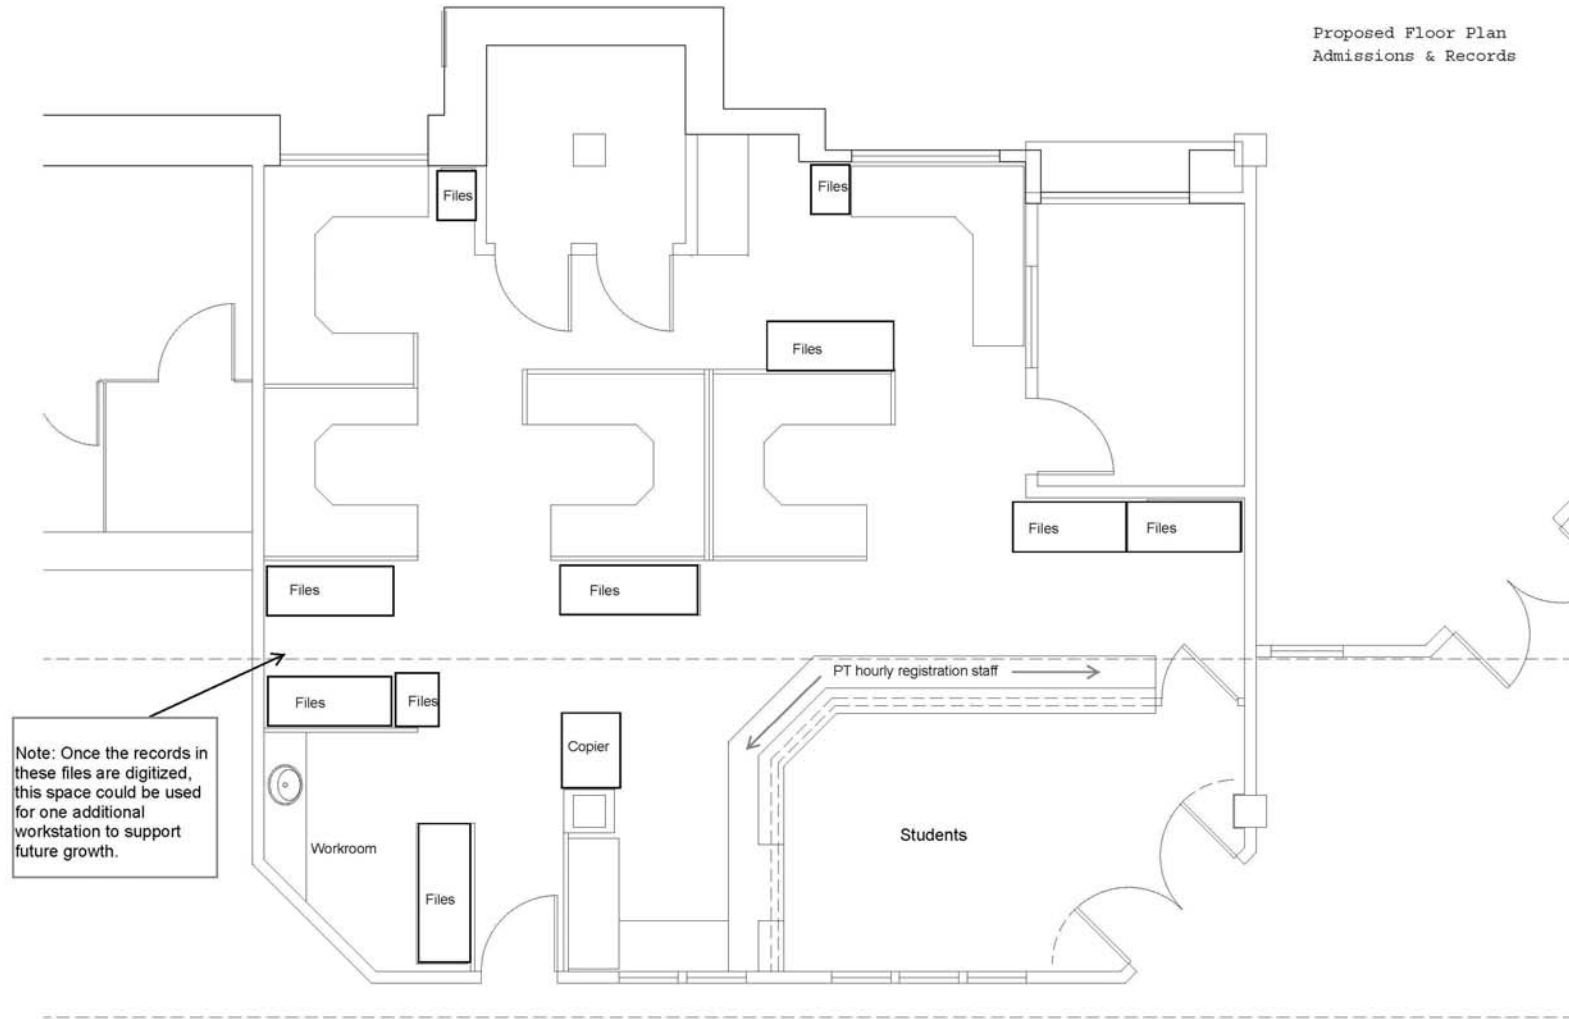 Proposed Floor Plan
Admissions & Records
Files
Files
Files
Files
Files
Files
Files
PT hourly registration staff
Files
Files
Copier
Note: Once the records in
these files are digitized,
this space could be used
for one additional
workstation to support
future growth.
Students
Workroom
Files